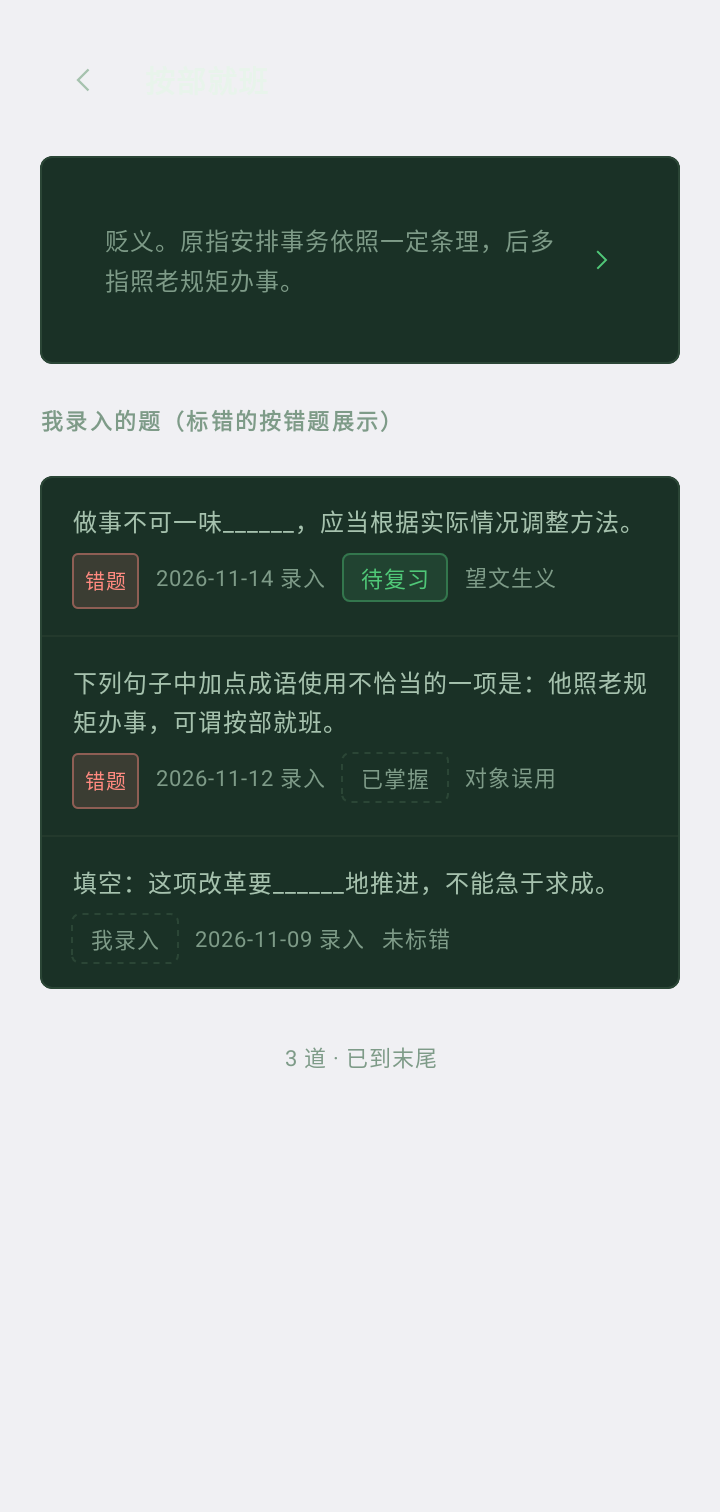 贬义。原指安排事务依照一定条理，后多
指照老规矩办事。
我录入的题（标错的按错题展示）
做事不可一味______，应当根据实际情况调整方法。
错题 2026-11-14 录入 待复习 望文生义
下列句子中加点成语使用不恰当的一项是：他照老规
矩办事，可谓按部就班。
错题 2026-11-12 录入 已掌握 对象误用
填空：这项改革要______地推进，不能急于求成。
我录入 2026-11-09 录入 未标错
3 道 · 已到末尾